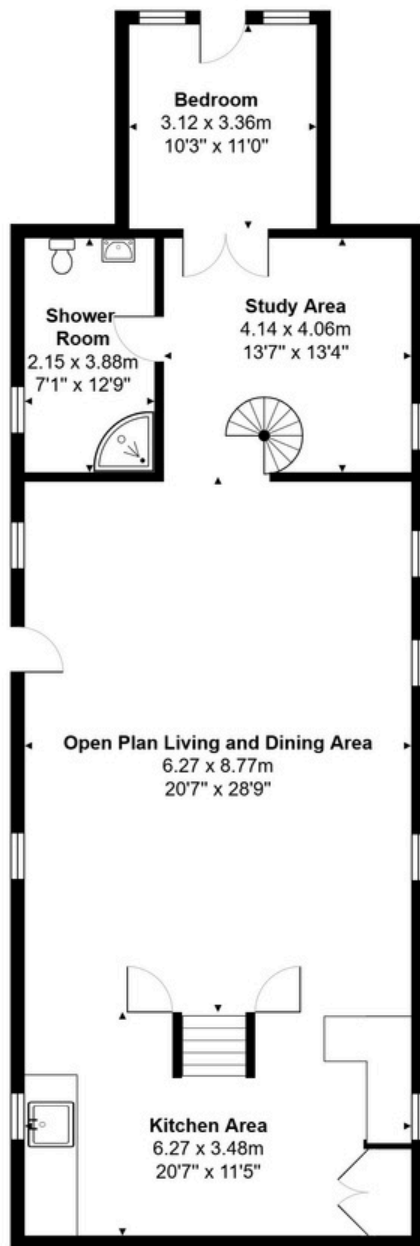 Bedroom
3.12 x 3.36m
10'3" x 11'0"
Shower
Room
2.15 x 3.88m
7'1" x 12'9"
Study Area
4.14 x 4.06m
13'7" x 13'4"
Open Plan Living and Dining Area
6.27 x 8.77m
20'7" x 28'9"
Kitchen Area
6.27 x 3.48m
20'7" x 11'5"